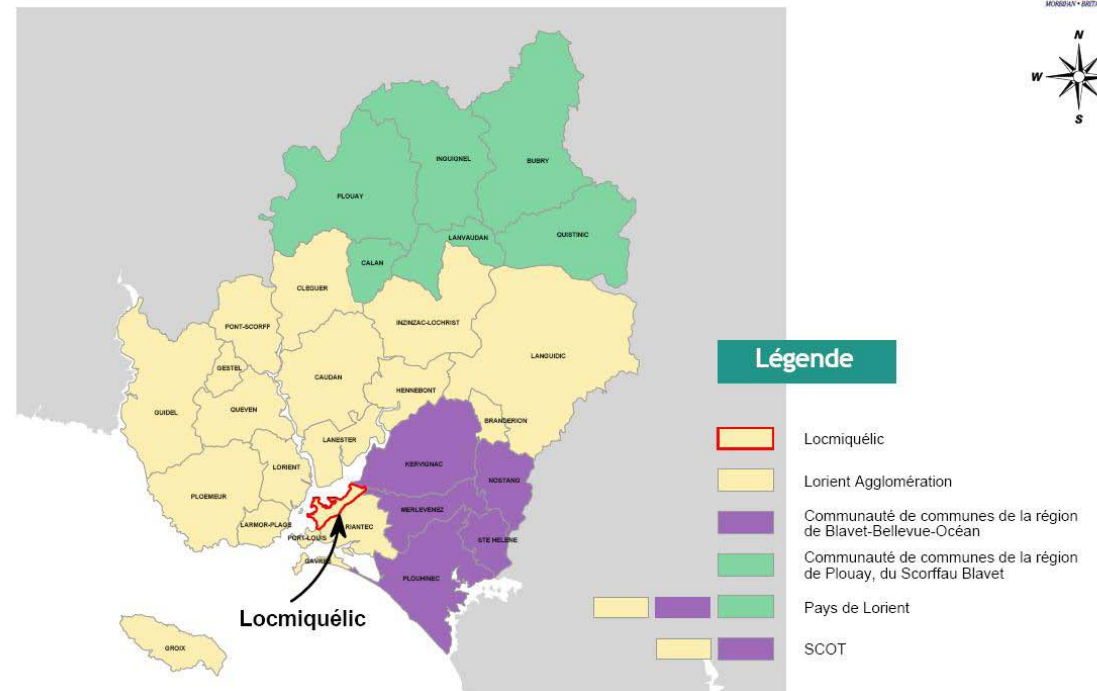 MORBIHAN • BRETA
N
W
S
INGUINIEL
BUBRY
PLOUAY
LANVAUDAN
QUISTINIC
CALAN
CLEGUER
PONT-SCORFF
INZINZAC-LOCHRIST
LANGUIDIC
GESTEL
CAUDAN
HENNEBONT
GUIDEL
QUEVEN
BRANDERION
LANESTER
LORIENT
KERVIGNAC
NOSTANG
PLOEMEUR
MERLEVENEZ
LARMOR-PLAGE
RIANTEC
PORT-LOUIS
STE HELENE
GAVRES
PLOUHINEC
GROIX
Locmiquélic
Légende
Locmiquélic
Lorient Agglomération
Communauté de communes de la région
de Blavet-Bellevue-Océan
Communauté de communes de la région
de Plouay, du Scorffau Blavet
Pays de Lorient
SCOT